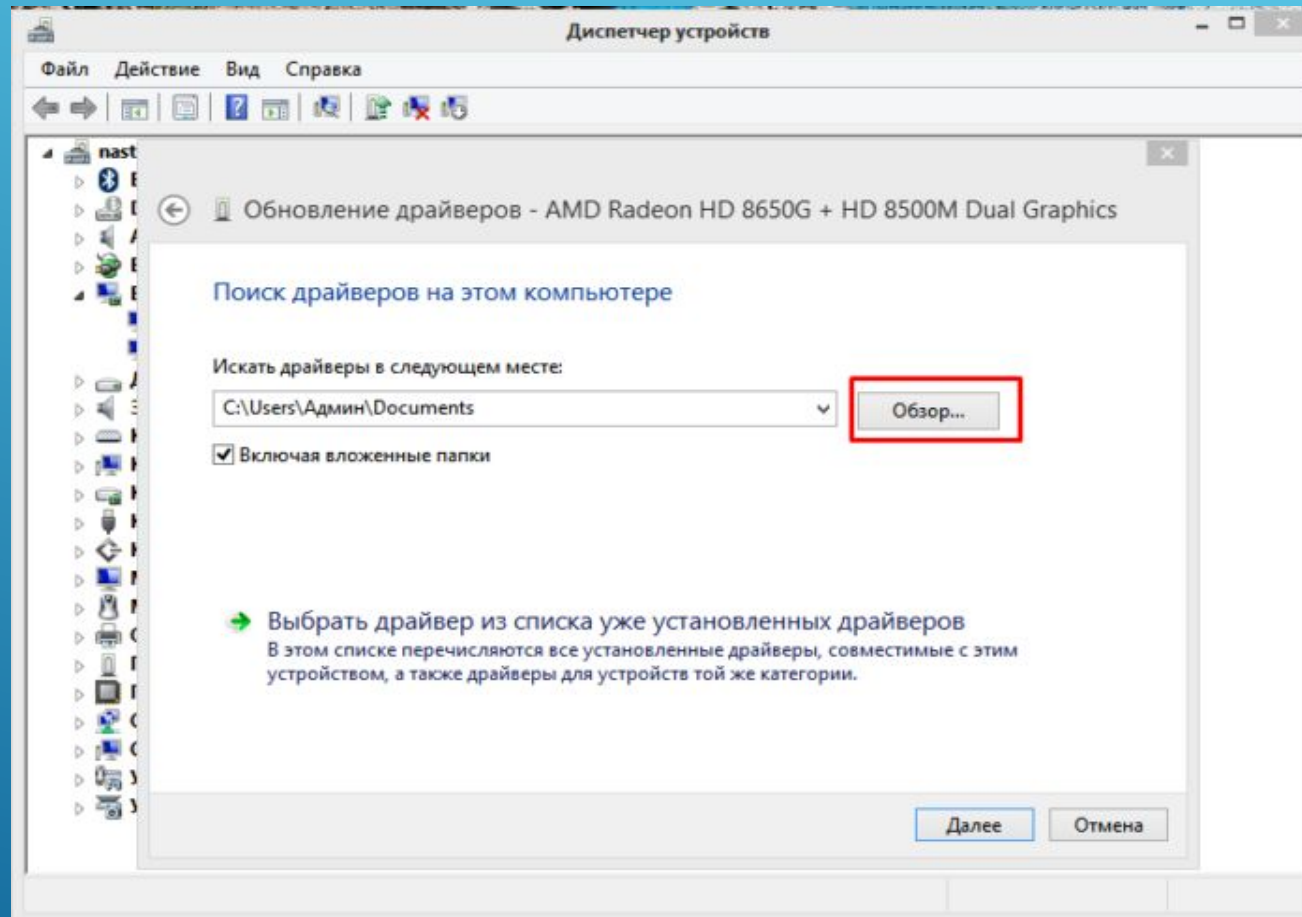 Диспетчер устройств
Файл Действие Вид Справка
nast
Обновление драйверов - AMD Radeon HD 8650G + HD 8500M Dual Graphics
Поиск драйверов на этом компьютере
Искать драйверы в следующем месте:
C:\Users\Админ\Documents
Обзор...
Включая вложенные папки
Выбрать драйвер из списка уже установленных драйверов
В этом списке перечисляются все установленные драйверы, совместимые с этим
устройством, а также драйверы для устройств той же категории.
Далее Отмена